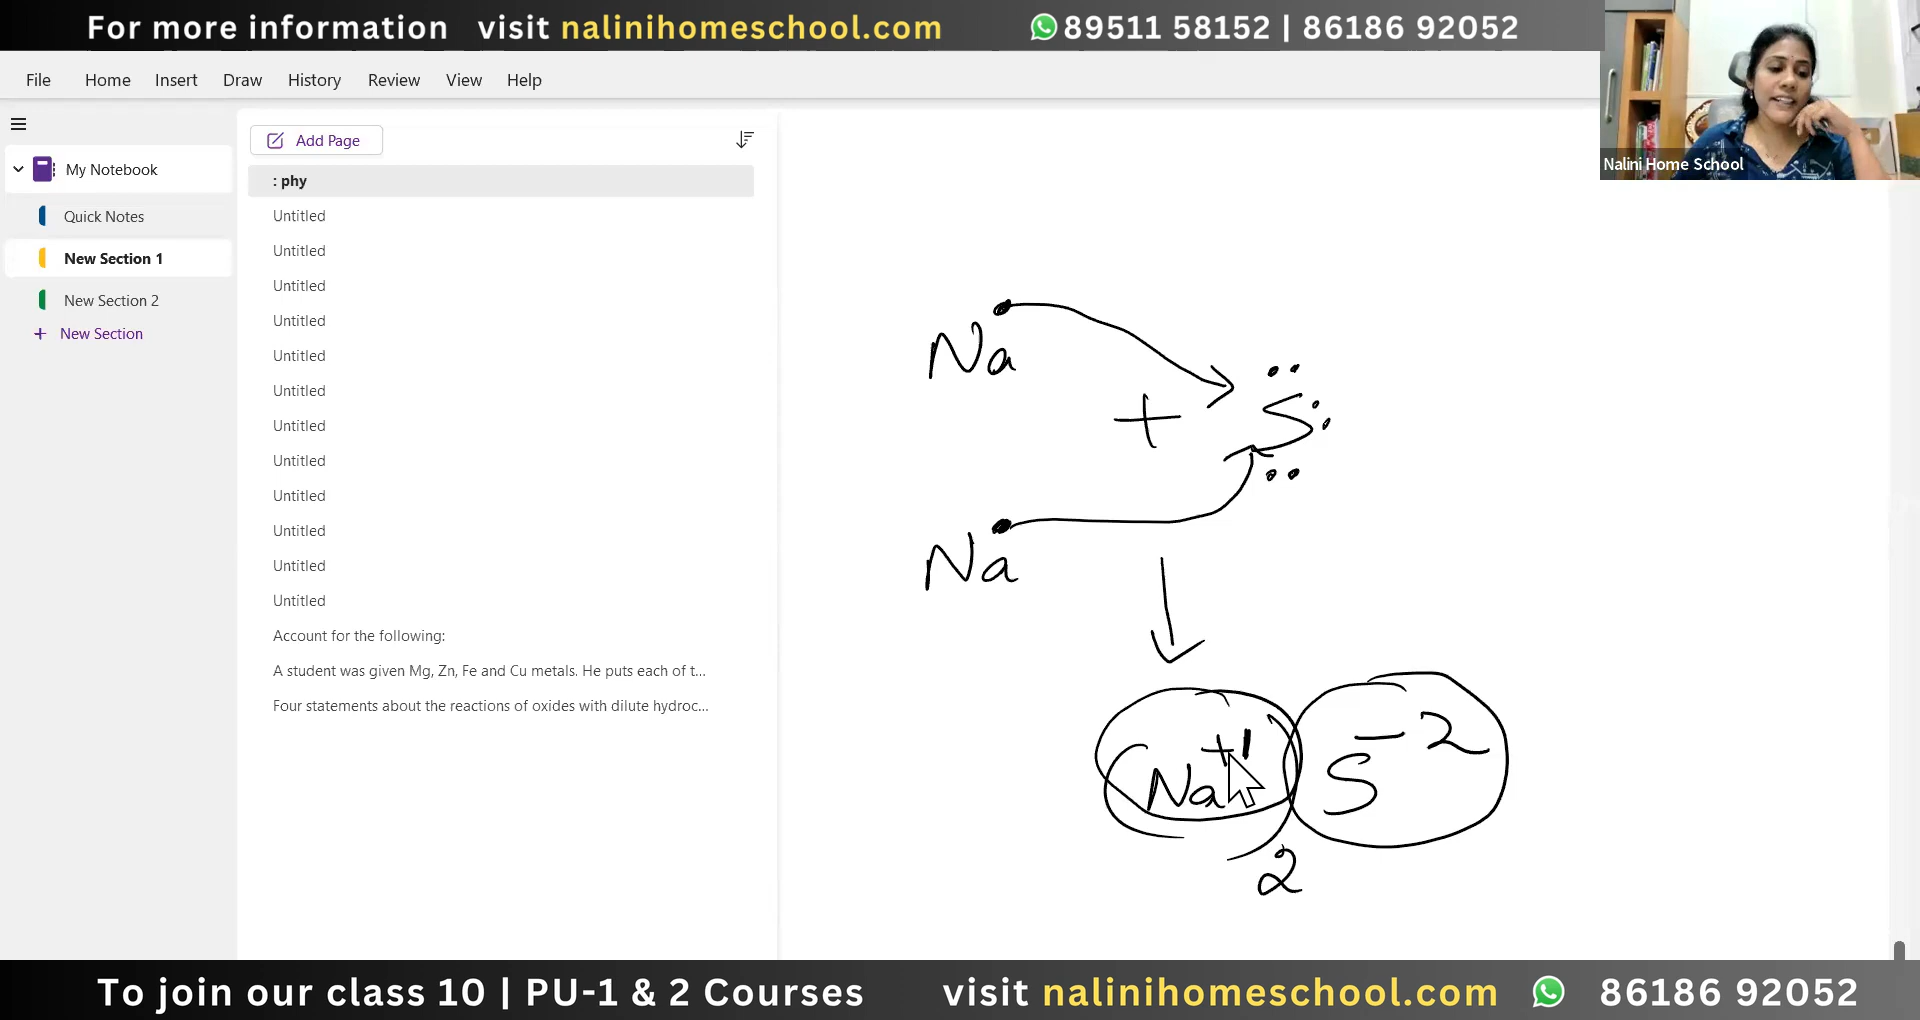 For more information visit nalinihomeschool.com 89511 58152 | 86186 92052
File Home Insert Draw History Review View Help
Nalini Home School
My Notebook
Quick Notes
New Section 1
New Section 2
+ New Section
Add Page
: phy
Untitled
Untitled
Untitled
Untitled
Untitled
Untitled
Untitled
Untitled
Untitled
Untitled
Untitled
Untitled
Account for the following:
A student was given Mg, Zn, Fe and Cu metals. He puts each of t...
Four statements about the reactions of oxides with dilute hydroc...
Na
+ S
Na
Na+1 S-2
2
To join our class 10 | PU-1 & 2 Courses visit nalinihomeschool.com 86186 92052